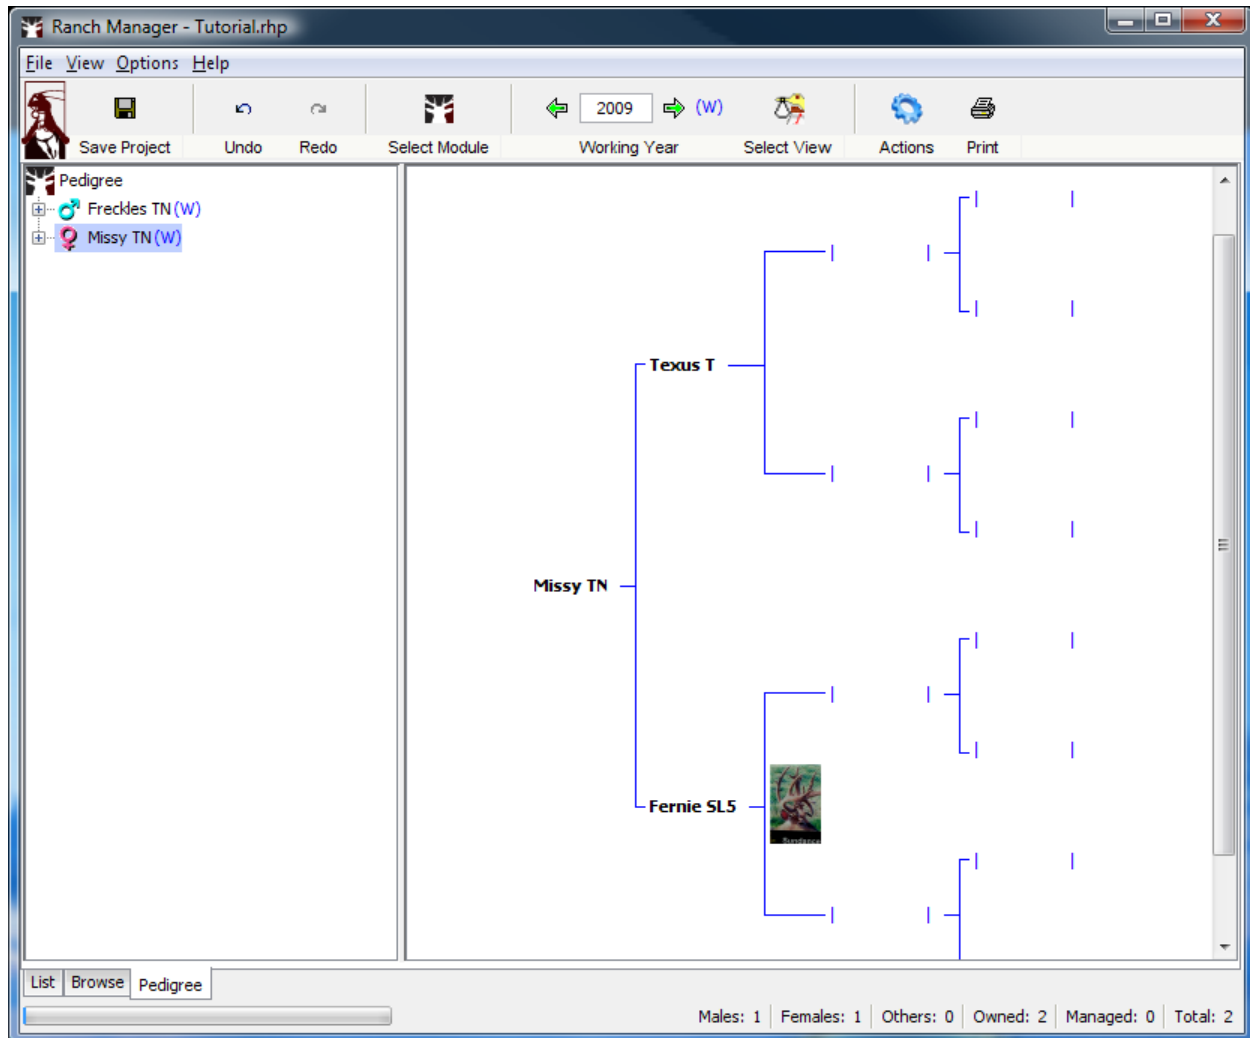 Ranch Manager - Tutorial.rhp
File View Options Help
2009 (W)
Save Project Undo Redo Select Module Working Year Select View Actions Print
Pedigree
Freckles TN (W)
Missy TN (W)
Texus T
Missy TN
Fernie SL5
Sundance
List Browse Pedigree
Males: 1 Females: 1 Others: 0 Owned: 2 Managed: 0 Total: 2